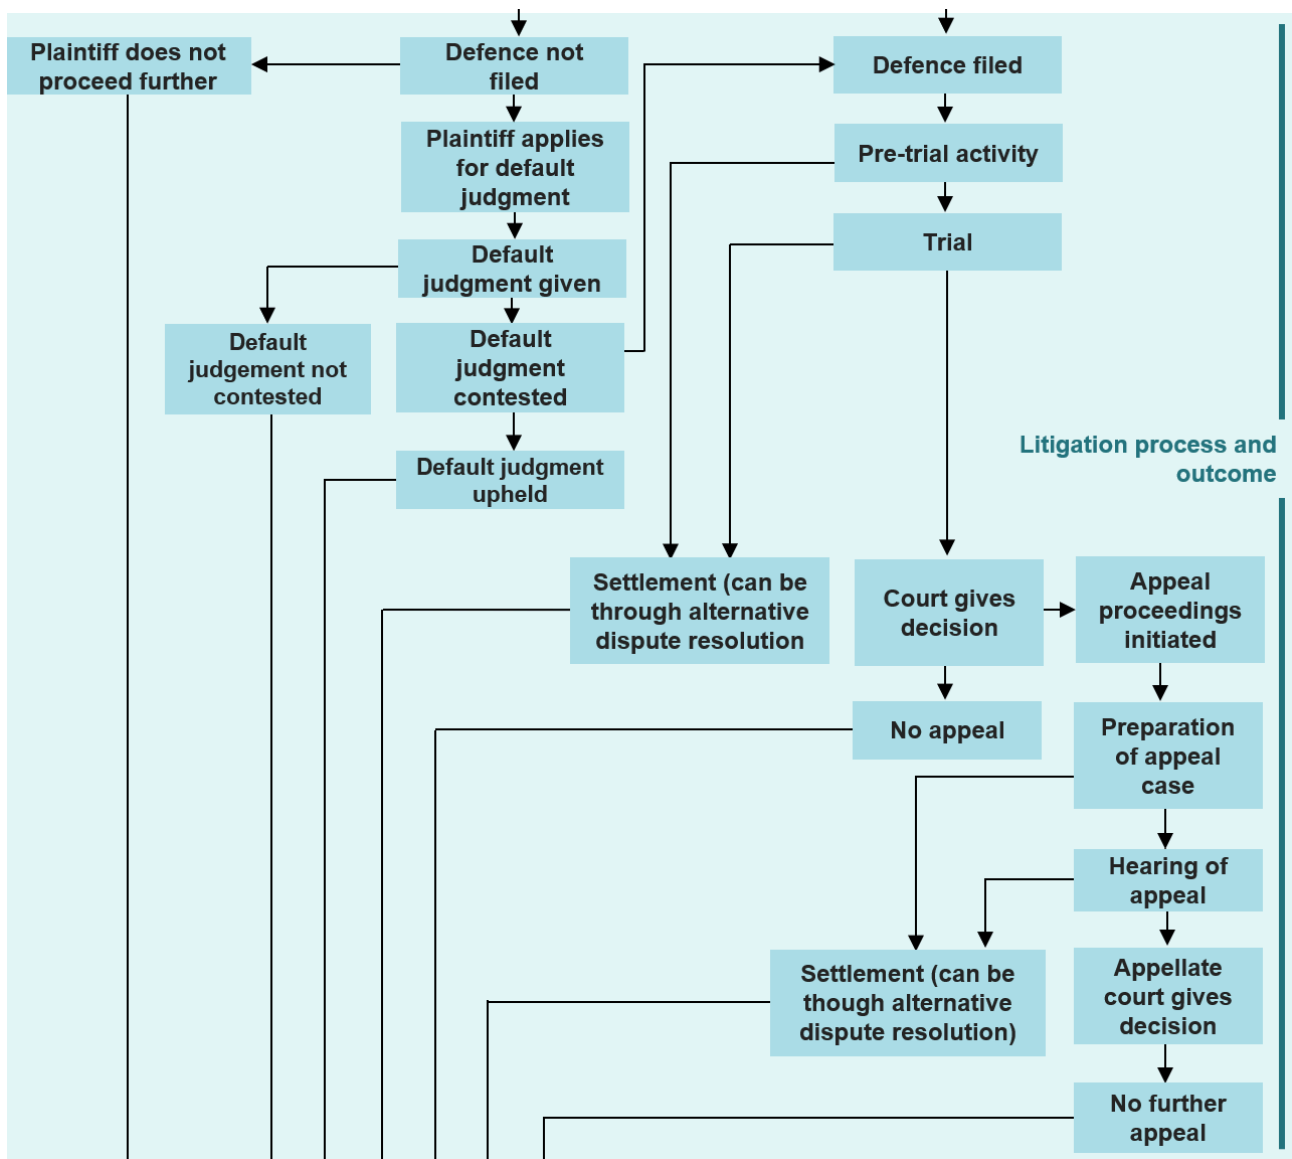 Plaintiff does not
proceed further
Defence not
filed
Defence filed
Plaintiff applies
for default
judgment
Pre-trial activity
Trial
Default
judgment given
Default
judgement not
contested
Default
judgment
contested
Litigation process and
outcome
Default judgment
upheld
Settlement (can be
through alternative
dispute resolution
Court gives
decision
Appeal
proceedings
initiated
No appeal
Preparation
of appeal
case
Hearing of
appeal
Settlement (can be
though alternative
dispute resolution)
Appellate
court gives
decision
No further
appeal